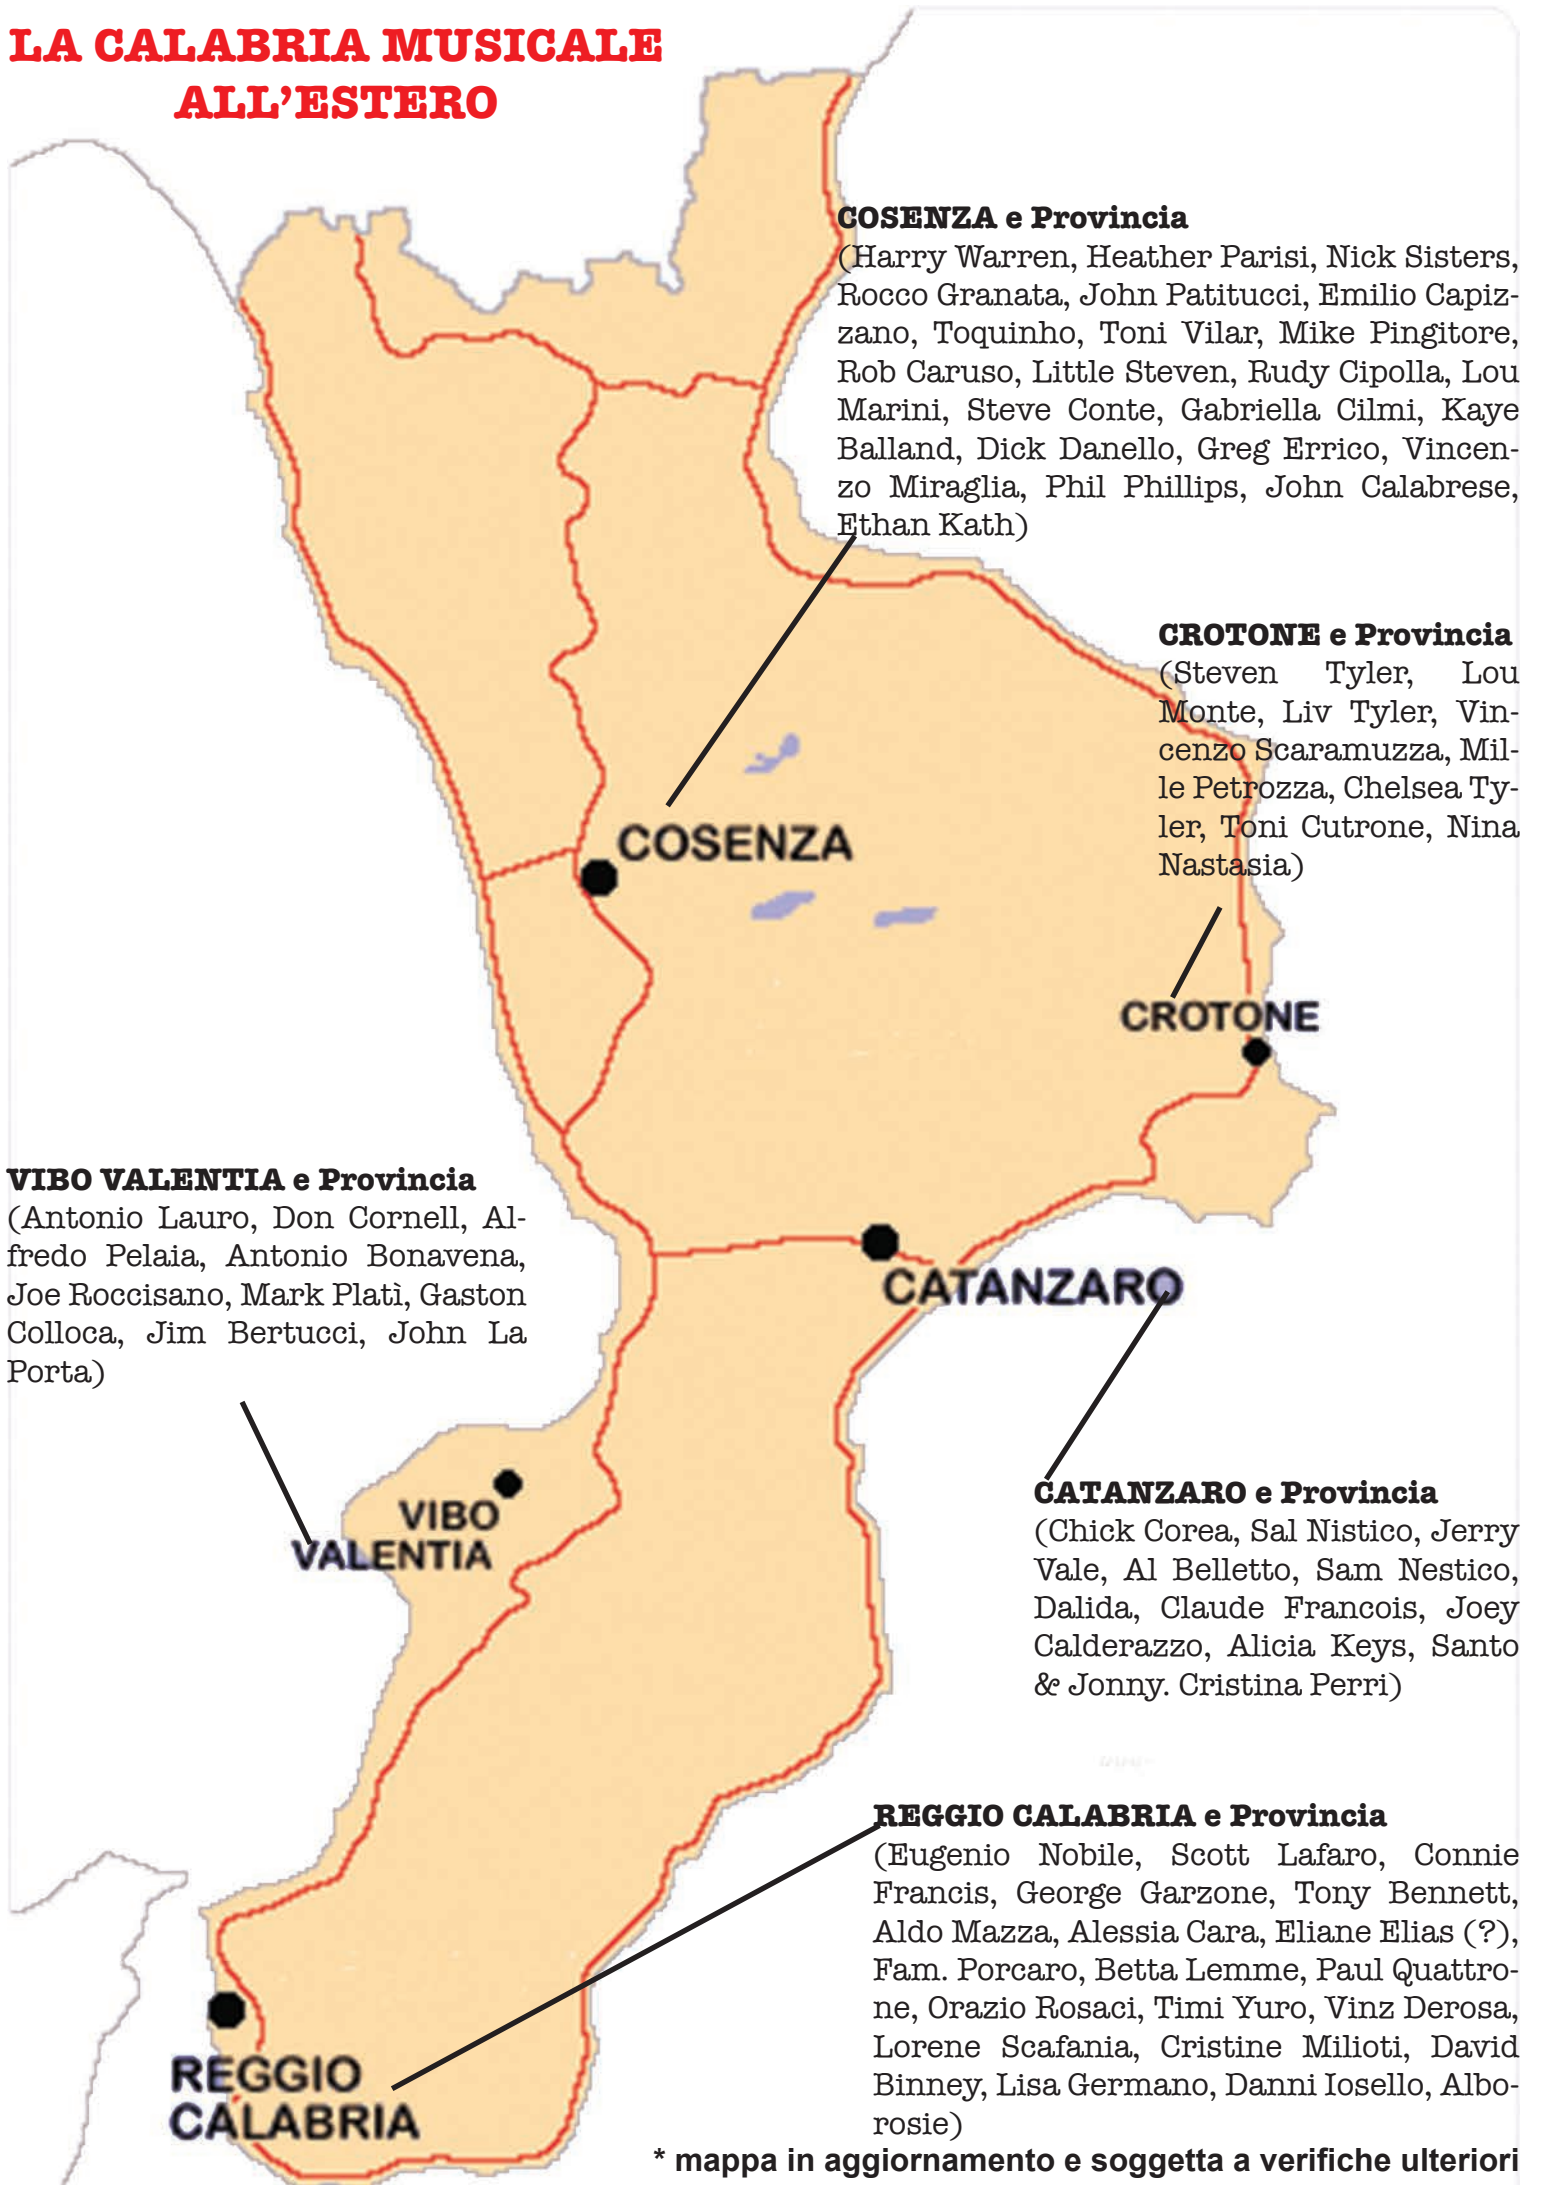 LA CALABRIA MUSICALE
ALL’ESTERO
COSENZA e Provincia
(Harry Warren, Heather Parisi, Nick Sisters,
Rocco Granata, John Patitucci, Emilio Capiz-
zano, Toquinho, Toni Vilar, Mike Pingitore,
Rob Caruso, Little Steven, Rudy Cipolla, Lou
Marini, Steve Conte, Gabriella Cilmi, Kaye
Balland, Dick Danello, Greg Errico, Vincen-
zo Miraglia, Phil Phillips, John Calabrese,
Ethan Kath)
CROTONE e Provincia
(Steven Tyler, Lou
Monte, Liv Tyler, Vin-
cenzo Scaramuzza, Mil-
le Petrozza, Chelsea Ty-
ler, Toni Cutrone, Nina
Nastasia)
COSENZA
CROTONE
VIBO VALENTIA e Provincia
(Antonio Lauro, Don Cornell, Al-
fredo Pelaia, Antonio Bonavena,
Joe Roccisano, Mark Platì, Gaston
Colloca, Jim Bertucci, John La
Porta)
CATANZARO
VIBO
VALENTIA
CATANZARO e Provincia
(Chick Corea, Sal Nistico, Jerry
Vale, Al Belletto, Sam Nestico,
Dalida, Claude Francois, Joey
Calderazzo, Alicia Keys, Santo
& Jonny. Cristina Perri)
REGGIO CALABRIA e Provincia
(Eugenio Nobile, Scott Lafaro, Connie
Francis, George Garzone, Tony Bennett,
Aldo Mazza, Alessia Cara, Eliane Elias (?),
Fam. Porcaro, Betta Lemme, Paul Quattro-
ne, Orazio Rosaci, Timi Yuro, Vinz Derosa,
Lorene Scafania, Cristine Milioti, David
Binney, Lisa Germano, Danni Iosello, Albo-
rosie)
REGGIO
CALABRIA
* mappa in aggiornamento e soggetta a verifiche ulteriori